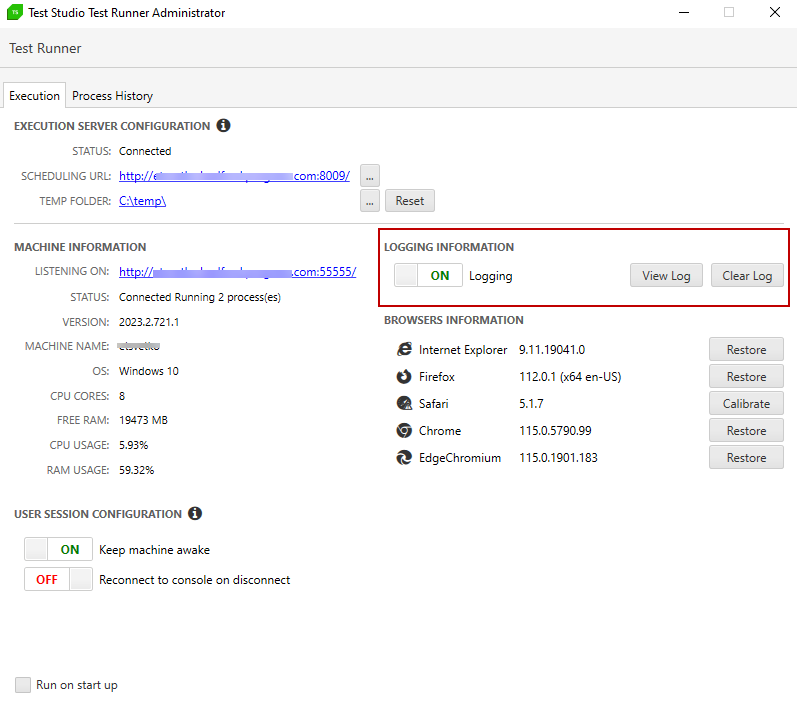 TS
Test Studio Test Runner Administrator
Test Runner
Execution Process History
EXECUTION SERVER CONFIGURATION
STATUS: Connected
SCHEDULING URL: http:// .com:8009/ ...
TEMP FOLDER: C:\temp\ ... Reset
MACHINE INFORMATION
LISTENING ON: http:// .com:55555/
STATUS: Connected Running 2 process(es)
VERSION: 2023.2.721.1
MACHINE NAME:
OS: Windows 10
CPU CORES: 8
FREE RAM: 19473 MB
CPU USAGE: 5.93%
RAM USAGE: 59.32%
LOGGING INFORMATION
ON Logging View Log Clear Log
BROWSERS INFORMATION
Internet Explorer 9.11.19041.0 Restore
Firefox 112.0.1 (x64 en-US) Restore
Safari 5.1.7 Calibrate
Chrome 115.0.5790.99 Restore
EdgeChromium 115.0.1901.183 Restore
USER SESSION CONFIGURATION
ON Keep machine awake
OFF Reconnect to console on disconnect
Run on start up